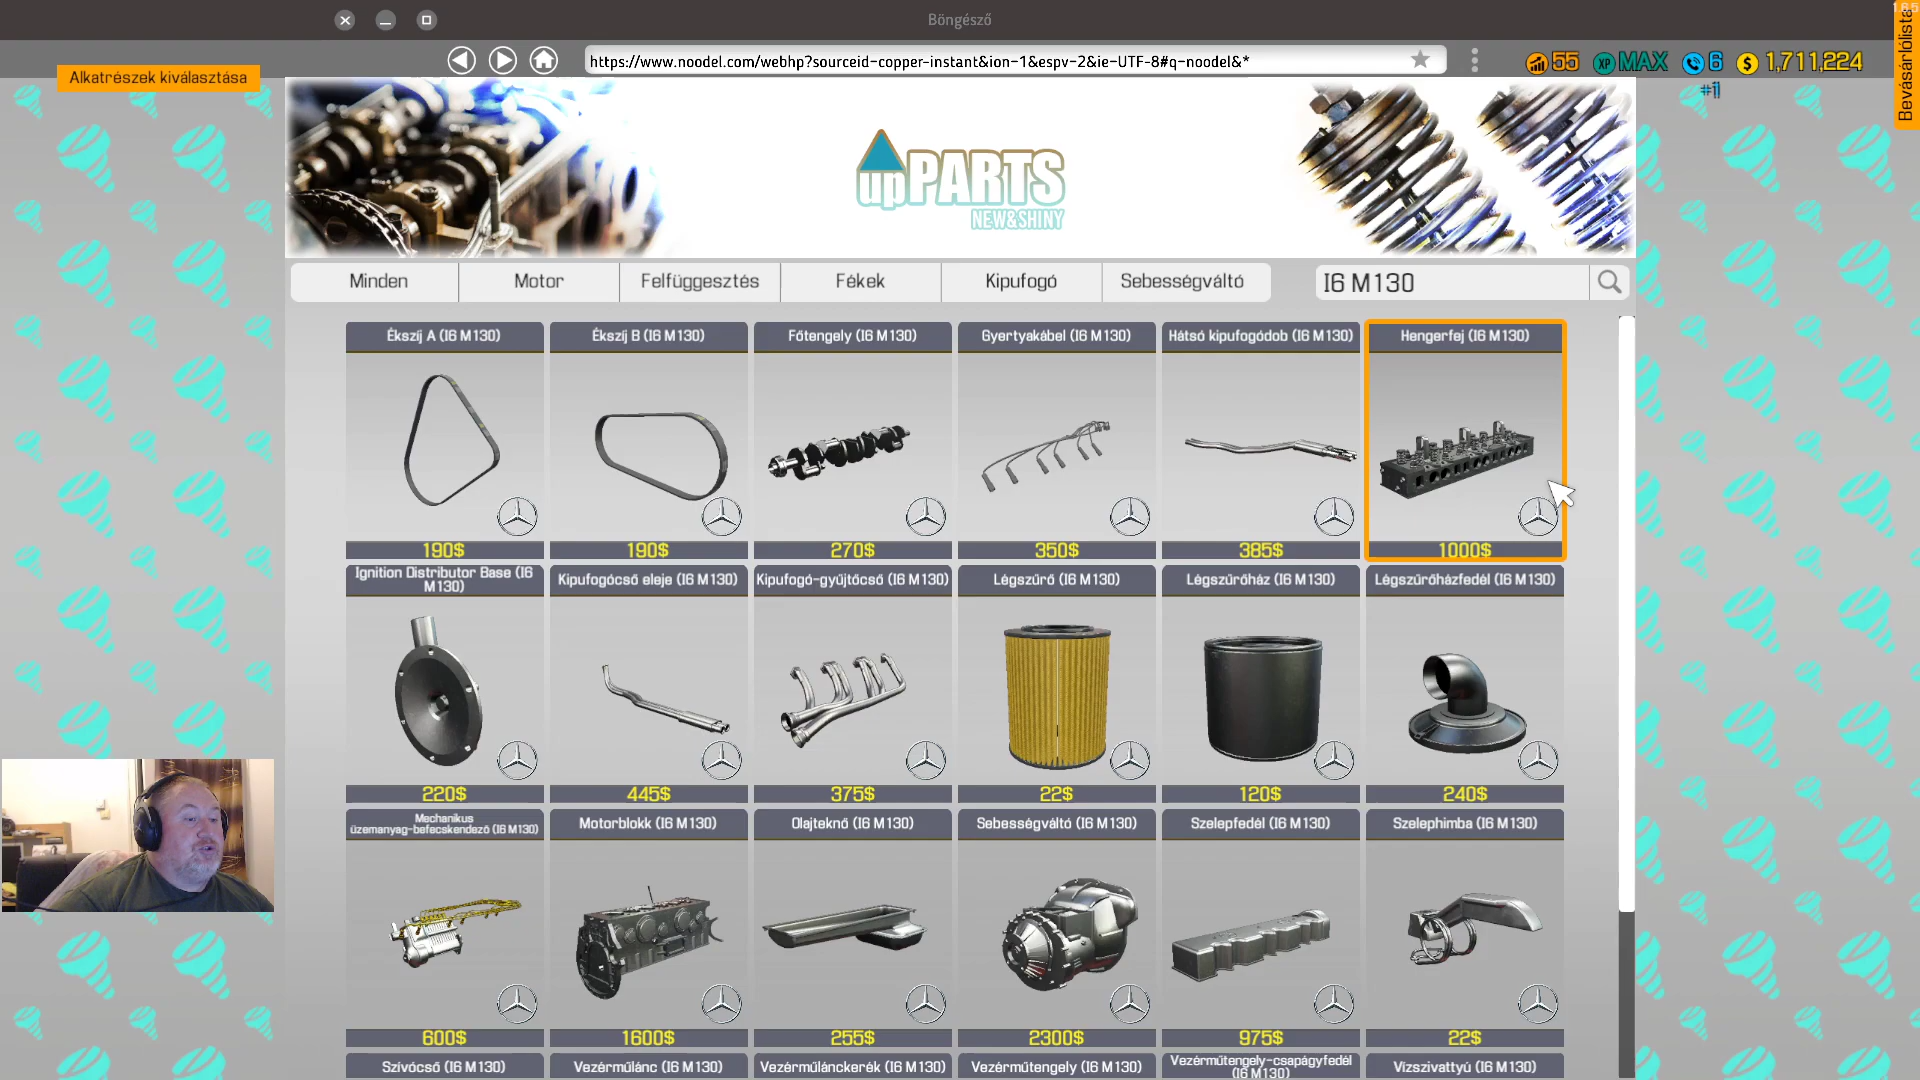 Böngésző
185
https://www.noodel.com/webhp?sourceid-copper-instant&ion-1&espv-2&ie-UTF-8#q-noodel&*
55
XP MAX
6
$ 1,711,224
+1
Alkatrészek kiválasztása
Bevásárlólista
upPARTS
NEW&SHINY
Minden
Motor
Felfüggesztés
Fékek
Kipufogó
Sebességváltó
I6 M130
Ékszíj A (I6 M130)
Ékszíj B (I6 M130)
Főtengely (I6 M130)
Gyertyakábel (I6 M130)
Hátsó kipufogódob (I6 M130)
Hengerfej (I6 M130)
190$
190$
270$
350$
385$
1000$
Ignition Distributor Base (I6
M130)
Kipufogócső eleje (I6 M130)
Kipufogó-gyűjtőcső (I6 M130)
Légszűrő (I6 M130)
Légszűrőház (I6 M130)
Légszűrőházfedél (I6 M130)
220$
445$
375$
22$
120$
240$
Mechanikus
üzemanyag-befecskendező (I6 M130)
Motorblokk (I6 M130)
Olajteknő (I6 M130)
Sebességváltó (I6 M130)
Szelepfedél (I6 M130)
Szelephimba (I6 M130)
600$
1600$
255$
2300$
975$
22$
Szívócső (I6 M130)
Vezérműlánc (I6 M130)
Vezérműlánckerék (I6 M130)
Vezérműtengely (I6 M130)
Vezérműtengely-csapágyfedél
(I6 M130)
Vízszivattyú (I6 M130)